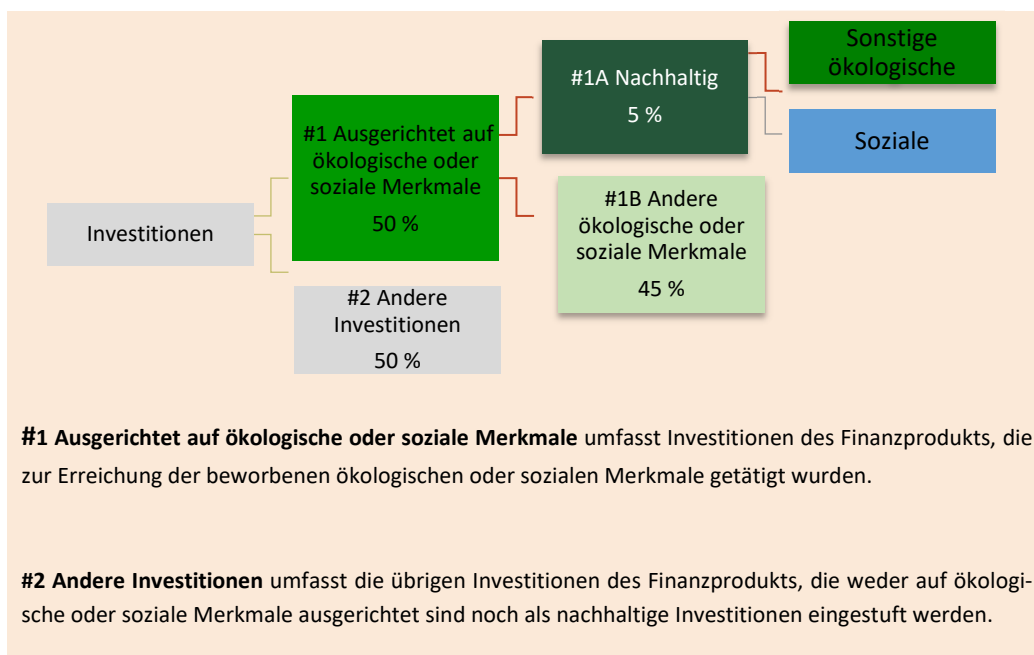 Investitionen
#1 Ausgerichtet auf
ökologische oder
soziale Merkmale
50 %
#2 Andere
Investitionen
50 %
#1A Nachhaltig
5 %
#1B Andere
ökologische oder
soziale Merkmale
45 %
Sonstige
ökologische
Soziale
#1 Ausgerichtet auf ökologische oder soziale Merkmale umfasst Investitionen des Finanzprodukts, die
zur Erreichung der beworbenen ökologischen oder sozialen Merkmale getätigt wurden.
#2 Andere Investitionen umfasst die übrigen Investitionen des Finanzprodukts, die weder auf ökologi-
sche oder soziale Merkmale ausgerichtet sind noch als nachhaltige Investitionen eingestuft werden.